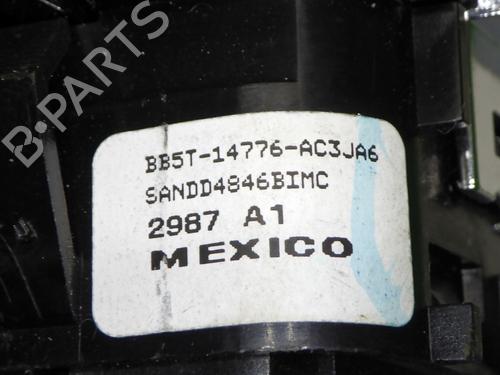 B-PARTS
BB5T-14776-AC3JA6
SANDD4846BIMC
2987 A1
MEXICO